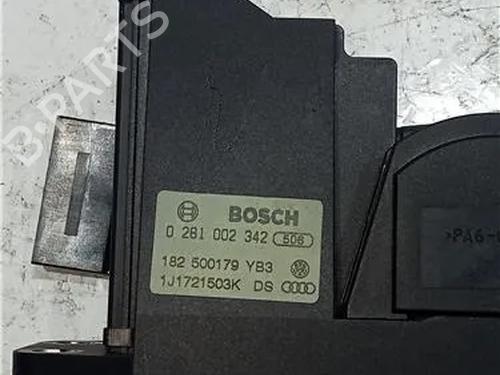 B-PARTS
BOSCH
0 281 002 342 506
182 500179 YB3
1J1721503K DS
>PA6-